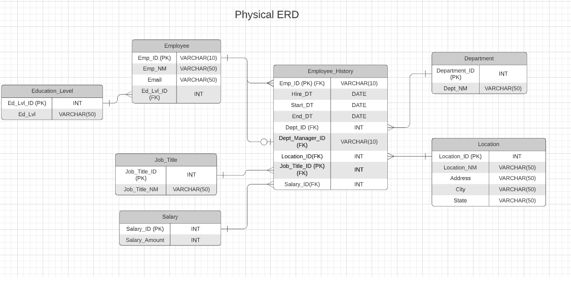 Physical ERD
Employee
Emp_ID (PK) VARCHAR(10)
Emp_NM VARCHAR(50)
Email VARCHAR(50)
Ed_Lvl_ID (FK) INT
Education_Level
Ed_Lvl_ID (PK) INT
Ed_Lvl VARCHAR(50)
Employee_History
Emp_ID (PK) (FK) VARCHAR(10)
Hire_DT DATE
Start_DT DATE
End_DT DATE
Dept_ID (FK) INT
Dept_Manager_ID (FK) VARCHAR(10)
Location_ID(FK) INT
Job_Title_ID (PK) (FK) INT
Salary_ID(FK) INT
Department
Department_ID (PK) INT
Dept_NM VARCHAR(50)
Location
Location_ID (PK) INT
Location_NM VARCHAR(50)
Address VARCHAR(50)
City VARCHAR(50)
State VARCHAR(50)
Job_Title
Job_Title_ID (PK) INT
Job_Title_NM VARCHAR(50)
Salary
Salary_ID (PK) INT
Salary_Amount INT